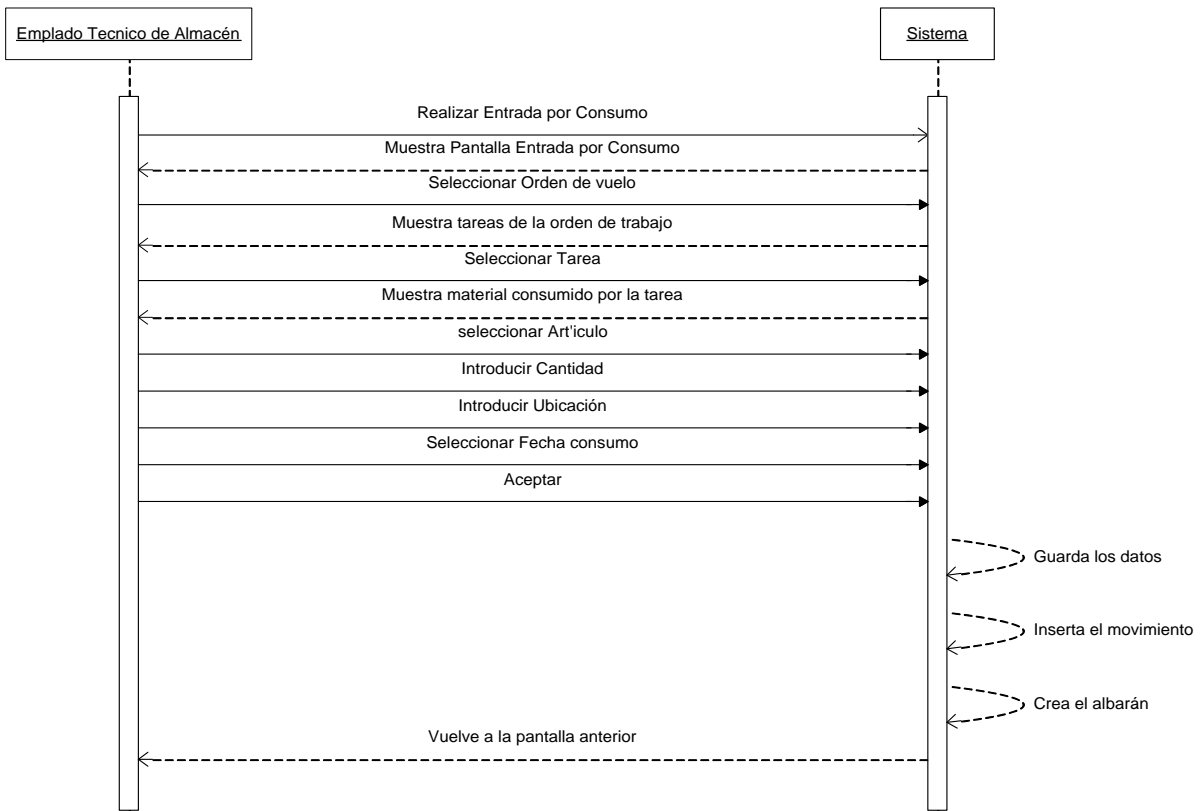 Emplado Tecnico de Almacén
Sistema
Realizar Entrada por Consumo
Muestra Pantalla Entrada por Consumo
Seleccionar Orden de vuelo
Muestra tareas de la orden de trabajo
Seleccionar Tarea
Muestra material consumido por la tarea
seleccionar Art'iculo
Introducir Cantidad
Introducir Ubicación
Seleccionar Fecha consumo
Aceptar
Guarda los datos
Inserta el movimiento
Crea el albarán
Vuelve a la pantalla anterior